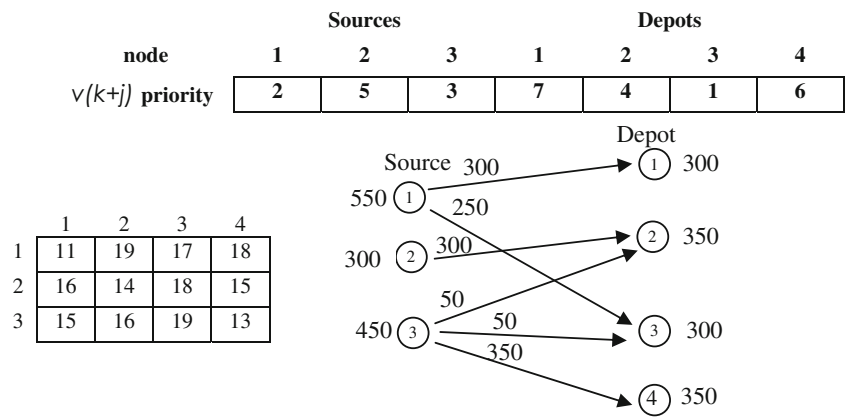 Sources Depots
node 1 2 3 1 2 3 4
v(k+j) priority 2 5 3 7 4 1 6
Depot
Source 300 1 300
550 1 250
1 2 3 4
1 11 19 17 18
2 16 14 18 15
3 15 16 19 13
300 2 300 2 350
50
450 3 50 3 300
350
4 350